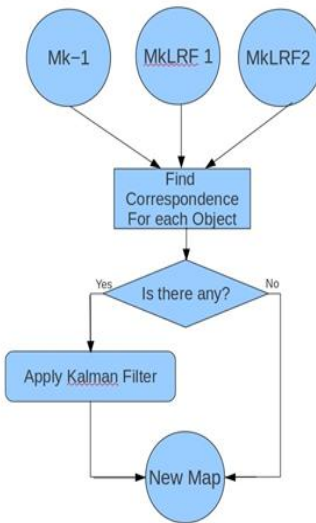 Mk−1
MkLRF 1
MkLRF2
Find
Correspondence
For each Object
Yes
No
Is there any?
Apply Kalman Filter
New Map